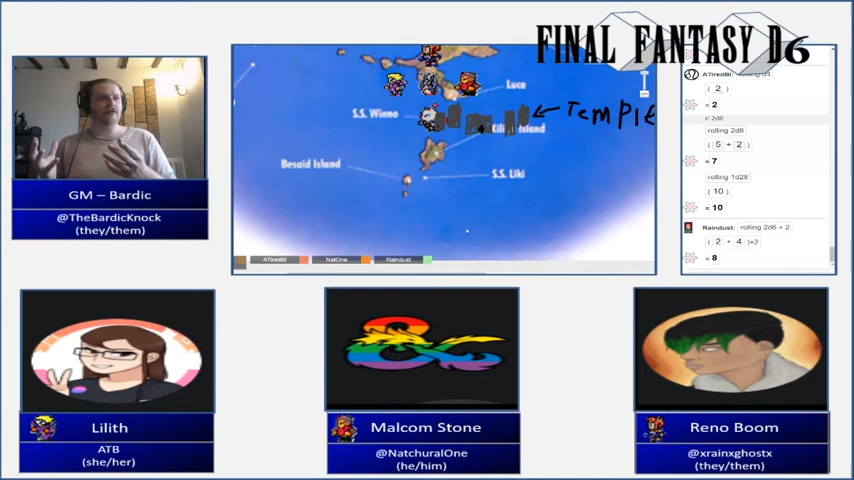 FINAL FANTASY D6
GM – Bardic
@TheBardicKnock
(they/them)
Luca
S.S. Winno
Kilika Island
Temple
Besaid Island
S.S. Liki
ATiredBi
NatOne
Raindust
ATiredBi: rolling d4
( 2 )
= 2
r 2d6
rolling 2d6
( 5 + 2 )
= 7
rolling 1d28
( 10 )
= 10
Raindust: rolling 2d6 + 2
( 2 + 4 )+2
= 8
Lilith
ATB
(she/her)
Malcom Stone
@NatchuralOne
(he/him)
Reno Boom
@xrainxghostx
(they/them)